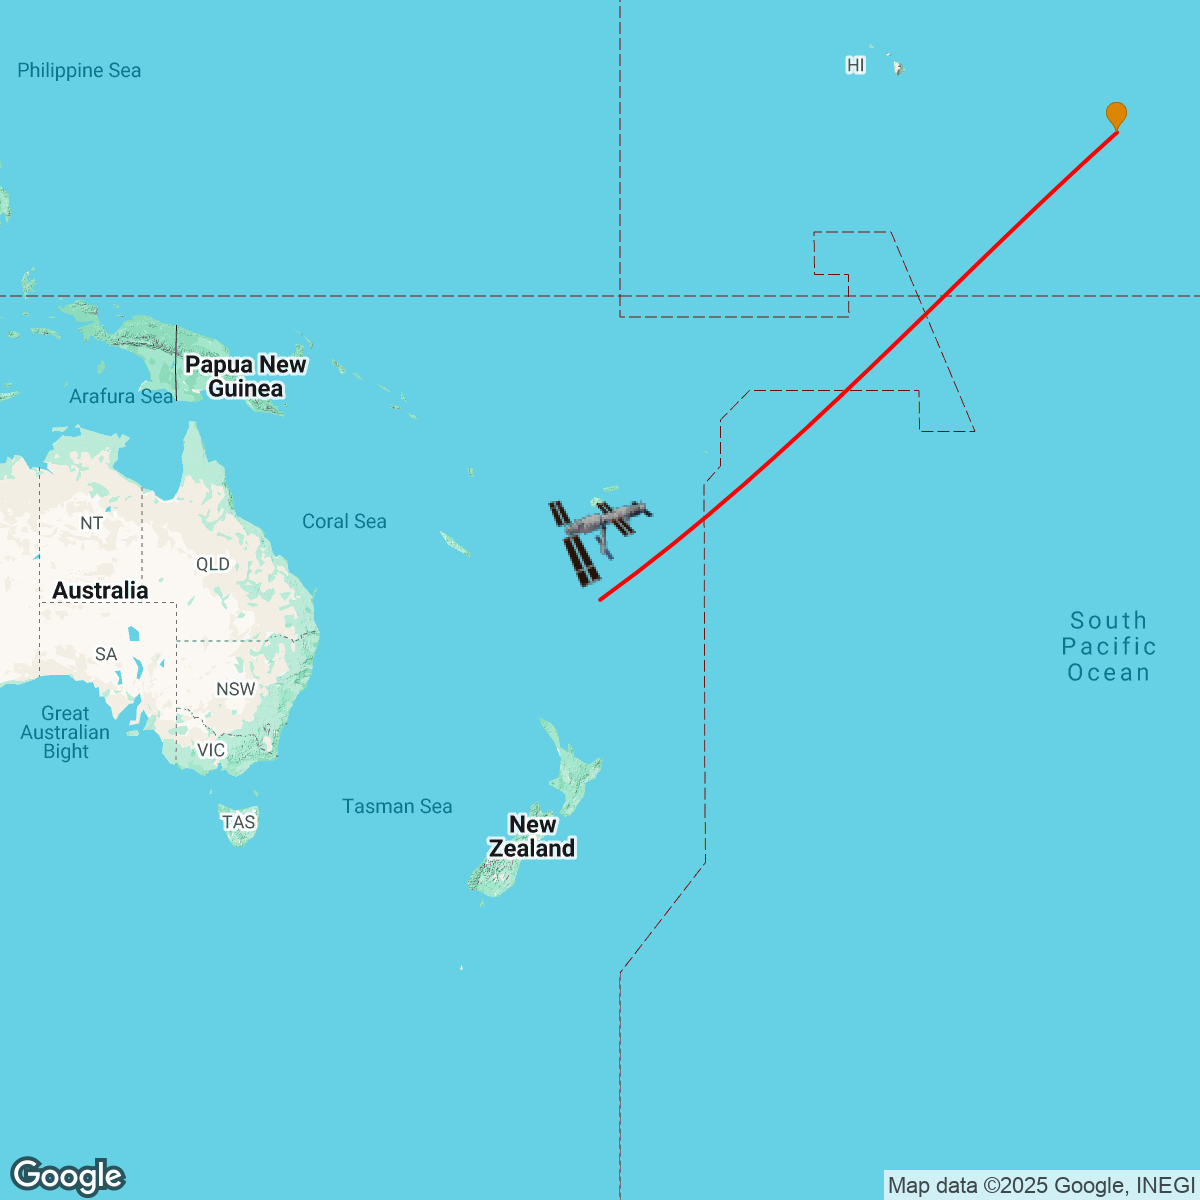 Philippine Sea
HI
Papua New
Guinea
Arafura Sea
NT
Coral Sea
QLD
Australia
South
Pacific
Ocean
SA
NSW
Great
Australian
Bight
VIC
Tasman Sea
TAS
New
Zealand
Google
Map data ©2025 Google, INEGI